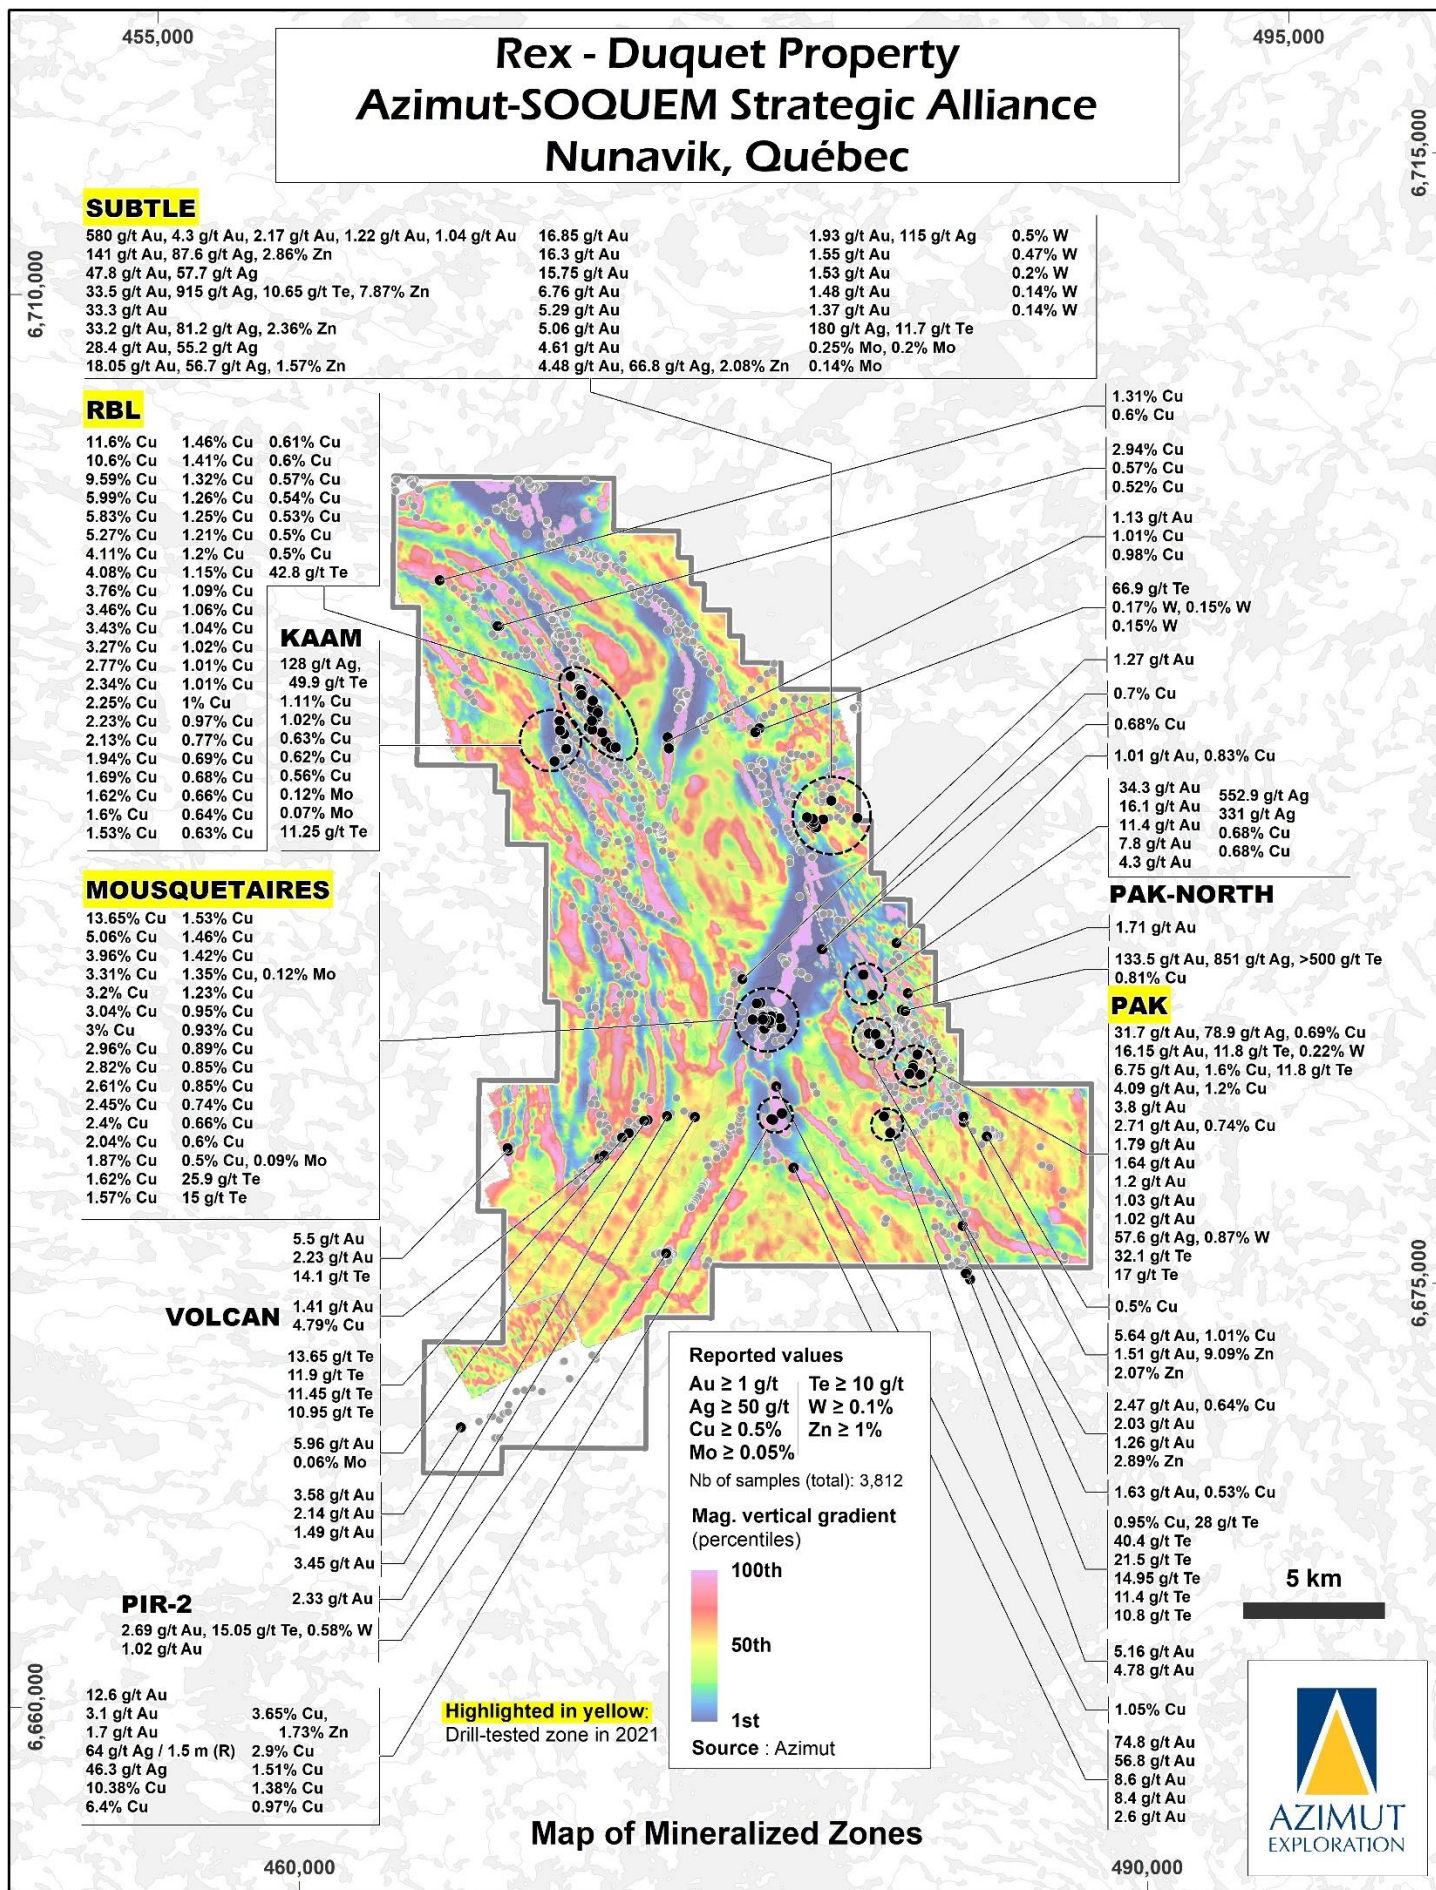 455,000
495,000
Rex - Duquet Property
Azimut-SOQUEM Strategic Alliance
Nunavik, Québec
6,715,000
6,710,000
SUBTLE
580 g/t Au, 4.3 g/t Au, 2.17 g/t Au, 1.22 g/t Au, 1.04 g/t Au
141 g/t Au, 87.6 g/t Ag, 2.86% Zn
47.8 g/t Au, 57.7 g/t Ag
33.5 g/t Au, 915 g/t Ag, 10.65 g/t Te, 7.87% Zn
33.3 g/t Au
33.2 g/t Au, 81.2 g/t Ag, 2.36% Zn
28.4 g/t Au, 55.2 g/t Ag
18.05 g/t Au, 56.7 g/t Ag, 1.57% Zn
16.85 g/t Au
16.3 g/t Au
15.75 g/t Au
6.76 g/t Au
5.29 g/t Au
5.06 g/t Au
4.61 g/t Au
4.48 g/t Au, 66.8 g/t Ag, 2.08% Zn
1.93 g/t Au, 115 g/t Ag
1.55 g/t Au
1.53 g/t Au
1.48 g/t Au
1.37 g/t Au
180 g/t Ag, 11.7 g/t Te
0.25% Mo, 0.2% Mo
0.14% Mo
0.5% W
0.47% W
0.2% W
0.14% W
0.14% W
RBL
11.6% Cu 1.46% Cu 0.61% Cu
10.6% Cu 1.41% Cu 0.6% Cu
9.59% Cu 1.32% Cu 0.57% Cu
5.99% Cu 1.26% Cu 0.54% Cu
5.83% Cu 1.25% Cu 0.53% Cu
5.27% Cu 1.21% Cu 0.5% Cu
4.11% Cu 1.2% Cu 0.5% Cu
4.08% Cu 1.15% Cu 42.8 g/t Te
3.76% Cu 1.09% Cu
3.46% Cu 1.06% Cu
3.43% Cu 1.04% Cu
3.27% Cu 1.02% Cu
2.77% Cu 1.01% Cu
2.34% Cu 1.01% Cu
2.25% Cu 1% Cu
2.23% Cu 0.97% Cu
2.13% Cu 0.77% Cu
1.94% Cu 0.69% Cu
1.69% Cu 0.68% Cu
1.62% Cu 0.66% Cu
1.6% Cu 0.64% Cu
1.53% Cu 0.63% Cu
KAAM
128 g/t Ag,
49.9 g/t Te
1.11% Cu
1.02% Cu
0.63% Cu
0.62% Cu
0.56% Cu
0.12% Mo
0.07% Mo
11.25 g/t Te
MOUSQUETAIRES
13.65% Cu 1.53% Cu
5.06% Cu 1.46% Cu
3.96% Cu 1.42% Cu
3.31% Cu 1.35% Cu, 0.12% Mo
3.2% Cu 1.23% Cu
3.04% Cu 0.95% Cu
3% Cu 0.93% Cu
2.96% Cu 0.89% Cu
2.82% Cu 0.85% Cu
2.61% Cu 0.85% Cu
2.45% Cu 0.74% Cu
2.4% Cu 0.66% Cu
2.04% Cu 0.6% Cu
1.87% Cu 0.5% Cu, 0.09% Mo
1.62% Cu 25.9 g/t Te
1.57% Cu 15 g/t Te
5.5 g/t Au
2.23 g/t Au
14.1 g/t Te
VOLCAN
1.41 g/t Au
4.79% Cu
13.65 g/t Te
11.9 g/t Te
11.45 g/t Te
10.95 g/t Te
5.96 g/t Au
0.06% Mo
3.58 g/t Au
2.14 g/t Au
1.49 g/t Au
3.45 g/t Au
2.33 g/t Au
PIR-2
2.69 g/t Au, 15.05 g/t Te, 0.58% W
1.02 g/t Au
12.6 g/t Au
3.1 g/t Au 3.65% Cu,
1.7 g/t Au 1.73% Zn
64 g/t Ag / 1.5 m (R) 2.9% Cu
46.3 g/t Ag 1.51% Cu
10.38% Cu 1.38% Cu
6.4% Cu 0.97% Cu
1.31% Cu
0.6% Cu
2.94% Cu
0.57% Cu
0.52% Cu
1.13 g/t Au
1.01% Cu
0.98% Cu
66.9 g/t Te
0.17% W, 0.15% W
0.15% W
1.27 g/t Au
0.7% Cu
0.68% Cu
1.01 g/t Au, 0.83% Cu
34.3 g/t Au
16.1 g/t Au
11.4 g/t Au
7.8 g/t Au
4.3 g/t Au
552.9 g/t Ag
331 g/t Ag
0.68% Cu
0.68% Cu
PAK-NORTH
1.71 g/t Au
133.5 g/t Au, 851 g/t Ag, >500 g/t Te
0.81% Cu
PAK
31.7 g/t Au, 78.9 g/t Ag, 0.69% Cu
16.15 g/t Au, 11.8 g/t Te, 0.22% W
6.75 g/t Au, 1.6% Cu, 11.8 g/t Te
4.09 g/t Au, 1.2% Cu
3.8 g/t Au
2.71 g/t Au, 0.74% Cu
1.79 g/t Au
1.64 g/t Au
1.2 g/t Au
1.03 g/t Au
1.02 g/t Au
57.6 g/t Ag, 0.87% W
32.1 g/t Te
17 g/t Te
0.5% Cu
5.64 g/t Au, 1.01% Cu
1.51 g/t Au, 9.09% Zn
2.07% Zn
2.47 g/t Au, 0.64% Cu
2.03 g/t Au
1.26 g/t Au
2.89% Zn
1.63 g/t Au, 0.53% Cu
0.95% Cu, 28 g/t Te
40.4 g/t Te
21.5 g/t Te
14.95 g/t Te
11.4 g/t Te
10.8 g/t Te
5.16 g/t Au
4.78 g/t Au
1.05% Cu
74.8 g/t Au
56.8 g/t Au
8.6 g/t Au
8.4 g/t Au
2.6 g/t Au
6,675,000
Reported values
Au ≥ 1 g/t Te ≥ 10 g/t
Ag ≥ 50 g/t W ≥ 0.1%
Cu ≥ 0.5% Zn ≥ 1%
Mo ≥ 0.05%
Nb of samples (total): 3,812
Mag. vertical gradient
(percentiles)
100th
50th
1st
Source : Azimut
Highlighted in yellow:
Drill-tested zone in 2021
5 km
6,660,000
Map of Mineralized Zones
AZIMUT
EXPLORATION
460,000
490,000